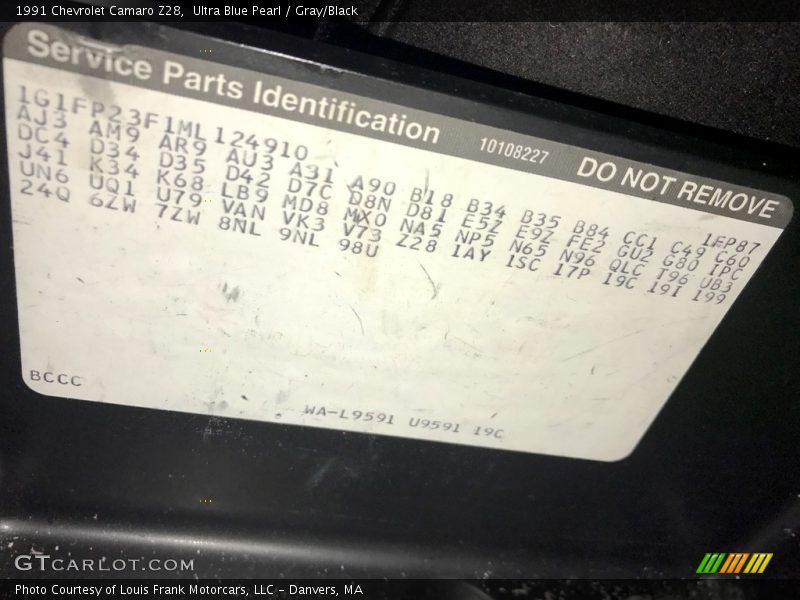 1991 Chevrolet Camaro Z28, Ultra Blue Pearl / Gray/Black
Service Parts Identification 10108227 DO NOT REMOVE
1G1FP23F1ML124910 1FP87
AJ3 AM9 AR9 AU3 A31 A90 B18 B34 B35 B84 CC1 C49 C60
DC4 D34 D35 D42 D7C D8N D81 E5Z E9Z FE2 GU2 G80 IPC
J41 K34 K68 LB9 MD8 MX0 NA5 NP5 N65 N96 QLC T96 UB3
UN6 UQ1 U79 VAN VK3 V73 Z28 1AY 1SC 17P 19C 19I 199
24Q 6ZW 7ZW 8NL 9NL 98U
BCCC
WA-L9591 U9591 19C
GTCARLOT.COM
Photo Courtesy of Louis Frank Motorcars, LLC – Danvers, MA